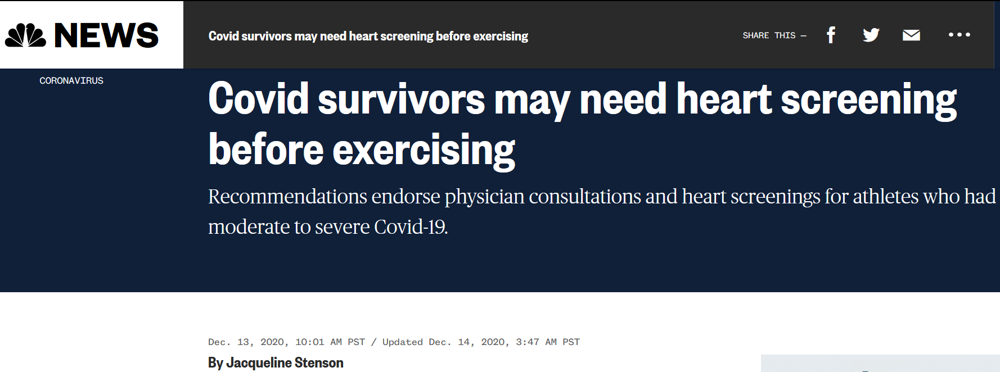 NEWS
Covid survivors may need heart screening before exercising
SHARE THIS —
CORONAVIRUS
Covid survivors may need heart screening
before exercising
Recommendations endorse physician consultations and heart screenings for athletes who had
moderate to severe Covid-19.
Dec. 13, 2020, 10:01 AM PST / Updated Dec. 14, 2020, 3:47 AM PST
By Jacqueline Stenson